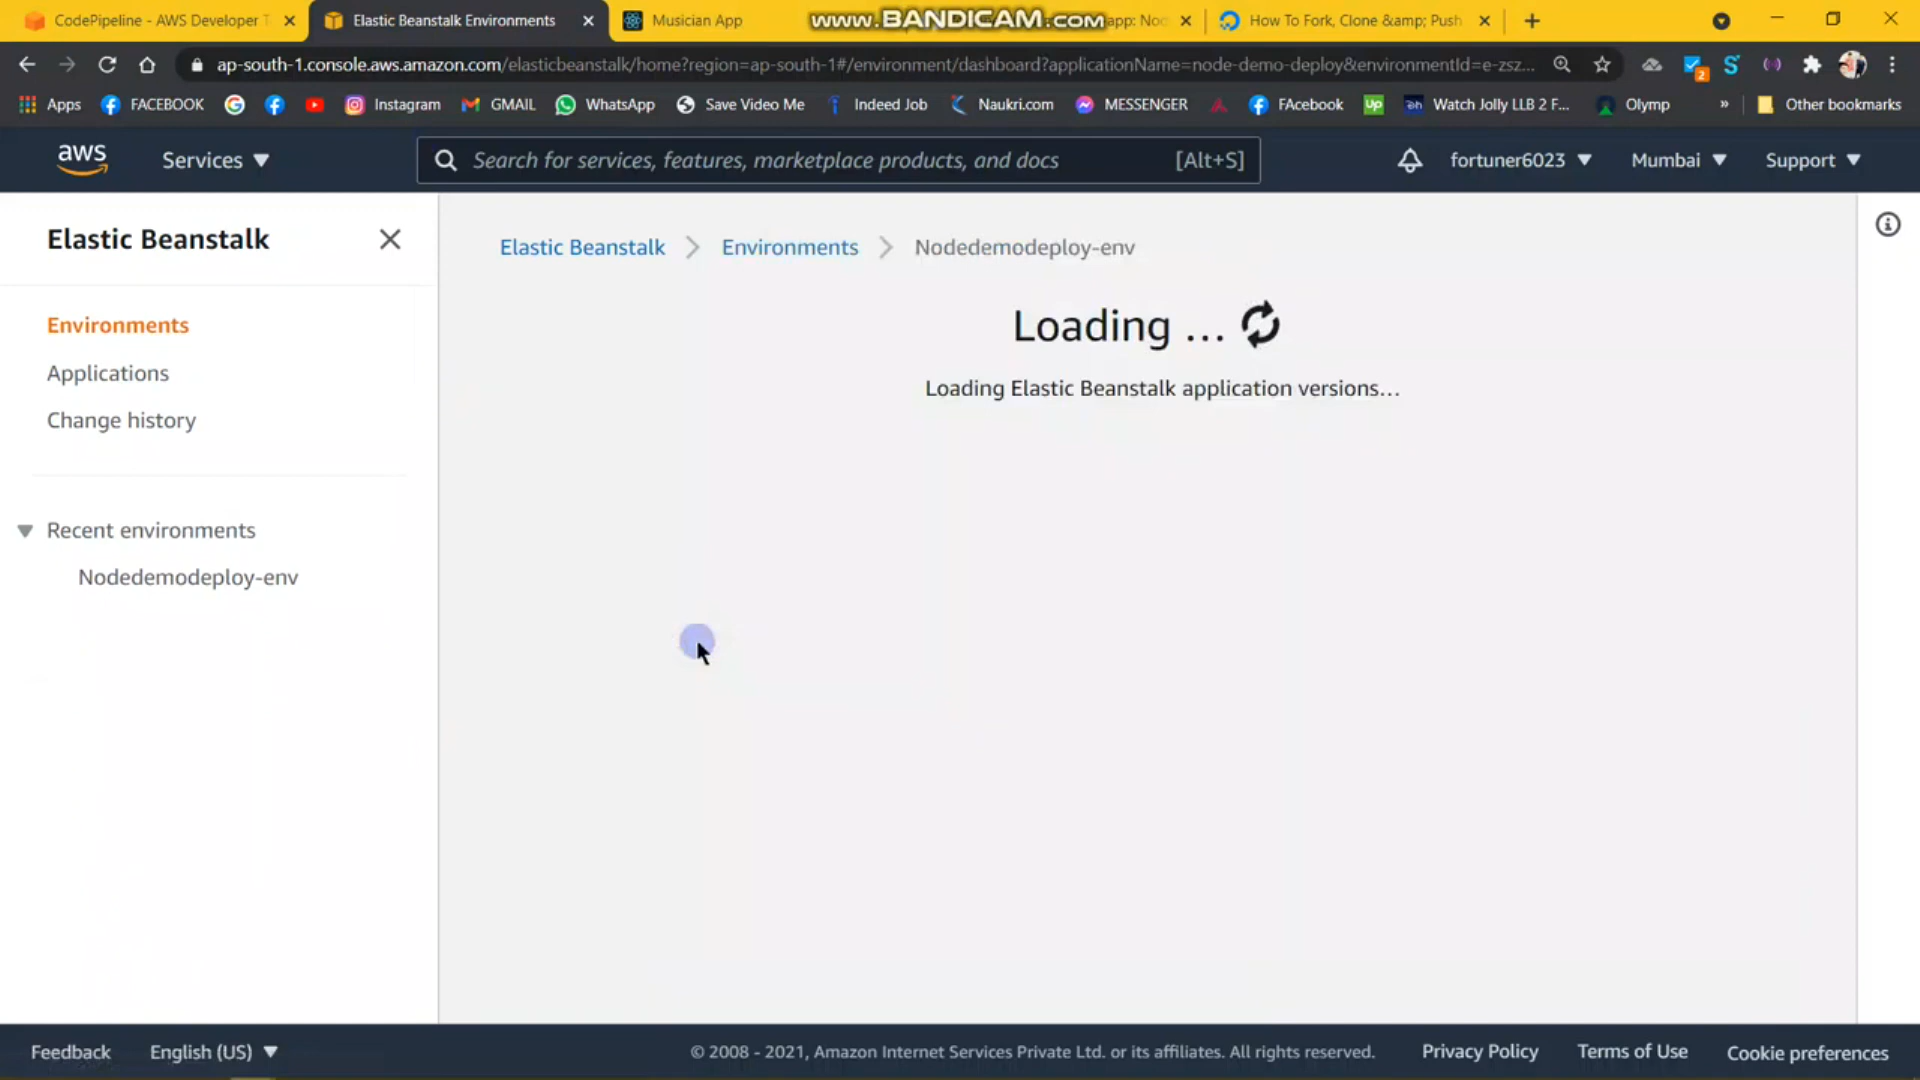 CodePipeline - AWS Developer T
Elastic Beanstalk Environments
Musician App
www.BANDICAM.com
app: No
How To Fork, Clone &amp; Push
ap-south-1.console.aws.amazon.com/elasticbeanstalk/home?region=ap-south-1#/environment/dashboard?applicationName=node-demo-deploy&environmentId=e-zsz...
2
Apps
FACEBOOK
Instagram
GMAIL
WhatsApp
Save Video Me
Indeed Job
Naukri.com
MESSENGER
FAcebook
Up
Watch Jolly LLB 2 F...
Olymp
»
Other bookmarks
aws
Services
Search for services, features, marketplace products, and docs
[Alt+S]
fortuner6023
Mumbai
Support
Elastic Beanstalk
Environments
Applications
Change history
Recent environments
Nodedemodeploy-env
Elastic Beanstalk
Environments
Nodedemodeploy-env
Loading ...
Loading Elastic Beanstalk application versions...
Feedback
English (US)
© 2008 - 2021, Amazon Internet Services Private Ltd. or its affiliates. All rights reserved.
Privacy Policy
Terms of Use
Cookie preferences